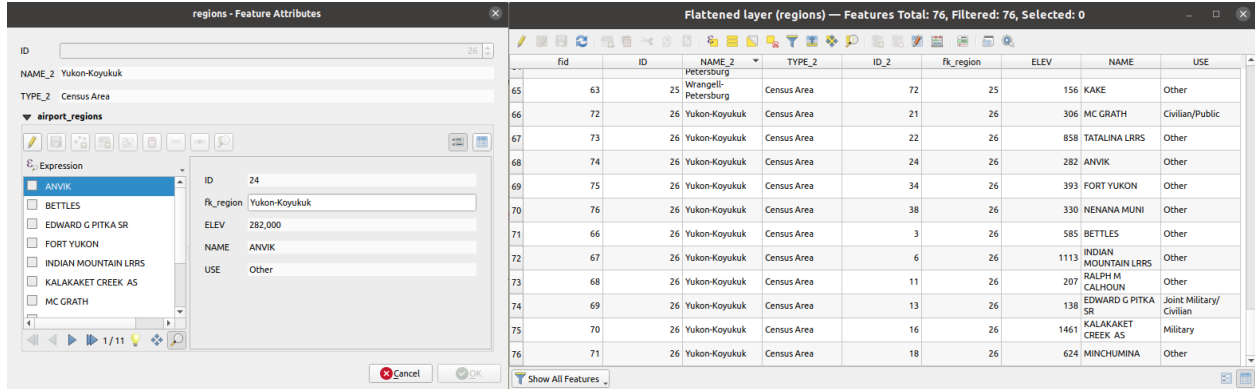 regions - Feature Attributes
ID 26
NAME_2 Yukon-Koyukuk
TYPE_2 Census Area
airport_regions
Expression
ANVIK
BETTLES
EDWARD G PITKA SR
FORT YUKON
INDIAN MOUNTAIN LRRS
KALAKAKET CREEK AS
MC GRATH
1/11
ID 24
fk_region Yukon-Koyukuk
ELEV 282,000
NAME ANVIK
USE Other
Cancel OK
Flattened layer (regions) — Features Total: 76, Filtered: 76, Selected: 0
fid ID NAME_2 TYPE_2 ID_2 fk_region ELEV NAME USE
Petersburg
65 63 25 Wrangell- Census Area 72 25 156 KAKE Other
Petersburg
66 72 26 Yukon-Koyukuk Census Area 21 26 306 MC GRATH Civilian/Public
67 73 26 Yukon-Koyukuk Census Area 22 26 858 TATALINA LRRS Other
68 74 26 Yukon-Koyukuk Census Area 24 26 282 ANVIK Other
69 75 26 Yukon-Koyukuk Census Area 34 26 393 FORT YUKON Other
70 76 26 Yukon-Koyukuk Census Area 38 26 330 NENANA MUNI Other
71 66 26 Yukon-Koyukuk Census Area 3 26 585 BETTLES Other
72 67 26 Yukon-Koyukuk Census Area 6 26 1113 INDIAN Other
MOUNTAIN LRRS
73 68 26 Yukon-Koyukuk Census Area 11 26 207 RALPH M Other
CALHOUN
74 69 26 Yukon-Koyukuk Census Area 13 26 138 EDWARD G PITKA Joint Military/
SR Civilian
75 70 26 Yukon-Koyukuk Census Area 16 26 1461 KALAKAKET Military
CREEK AS
76 71 26 Yukon-Koyukuk Census Area 18 26 624 MINCHUMINA Other
Show All Features